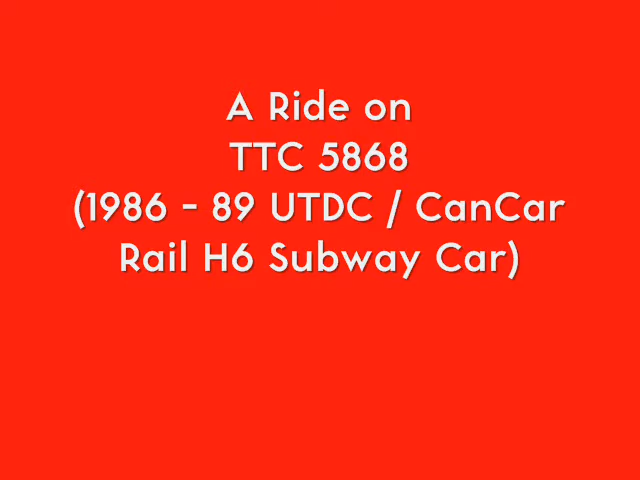 A Ride on
TTC 5868
(1986 - 89 UTDC / CanCar
Rail H6 Subway Car)